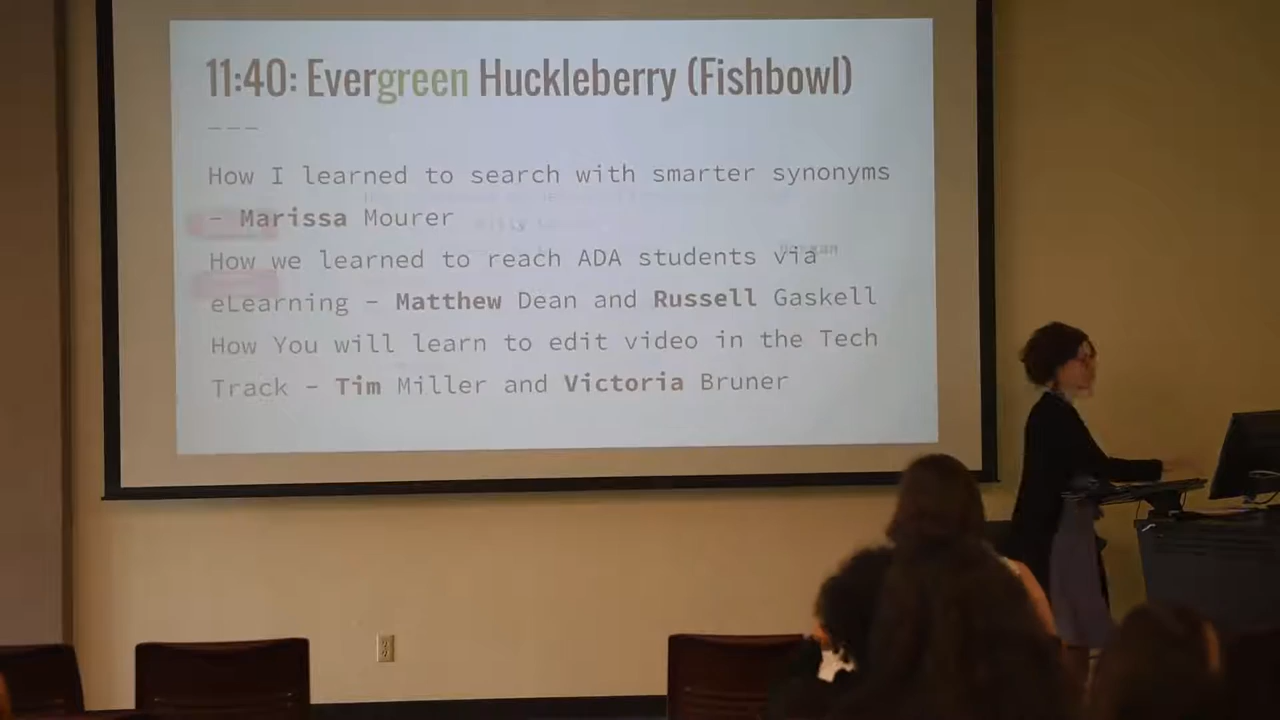 11:40: Evergreen Huckleberry (Fishbowl)
---
How I learned to search with smarter synonyms
- Marissa Mourer
How we learned to reach ADA students via
eLearning - Matthew Dean and Russell Gaskell
How You will learn to edit video in the Tech
Track - Tim Miller and Victoria Bruner